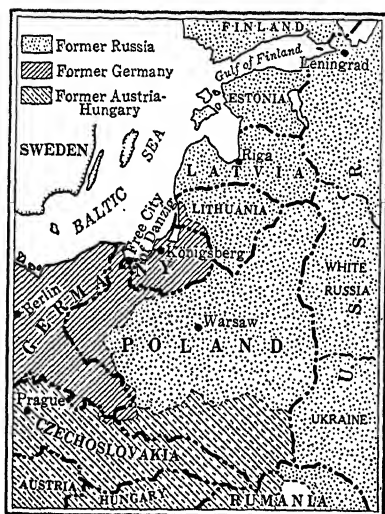 FINLAND
Former Russia
Former Germany
Former Austria-
Hungary
Gulf of Finland
Leningrad
ESTONIA
SWEDEN
BALTIC SEA
Riga
LATVIA
LITHUANIA
Free City
of Danzig
Königsberg
U.S.S.R.
WHITE
RUSSIA
GERMANY
Berlin
Warsaw
POLAND
Prague
UKRAINE
CZECHOSLOVAKIA
AUSTRIA
HUNGARY
RUMANIA